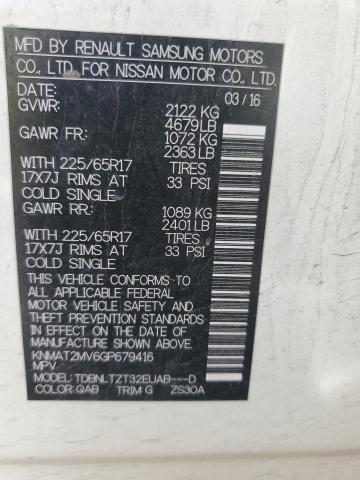 MFD BY RENAULT SAMSUNG MOTORS
CO., LTD. FOR NISSAN MOTOR CO., LTD.
DATE: 03/16
GVWR: 2122 KG
4679LB
GAWR FR: 1072 KG
2363 LB
WITH 225/65R17 TIRES
17X7J RIMS AT 33 PSI
COLD SINGLE
GAWR RR: 1089 KG
2401 LB
WITH 225/65R17 TIRES
17X7J RIMS AT 33 PSI
COLD SINGLE
THIS VEHICLE CONFORMS TO
ALL APPLICABLE FEDERAL
MOTOR VEHICLE SAFETY AND
THEFT PREVENTION STANDARDS
IN EFFECT ON THE DATE OF
MANUFACTURE SHOWN ABOVE.
KNMAT2MV6GP679416
MPV
MODEL: TDBNLTZT32EUAB---D
COLOR: QAB TRIM: G ZS30A